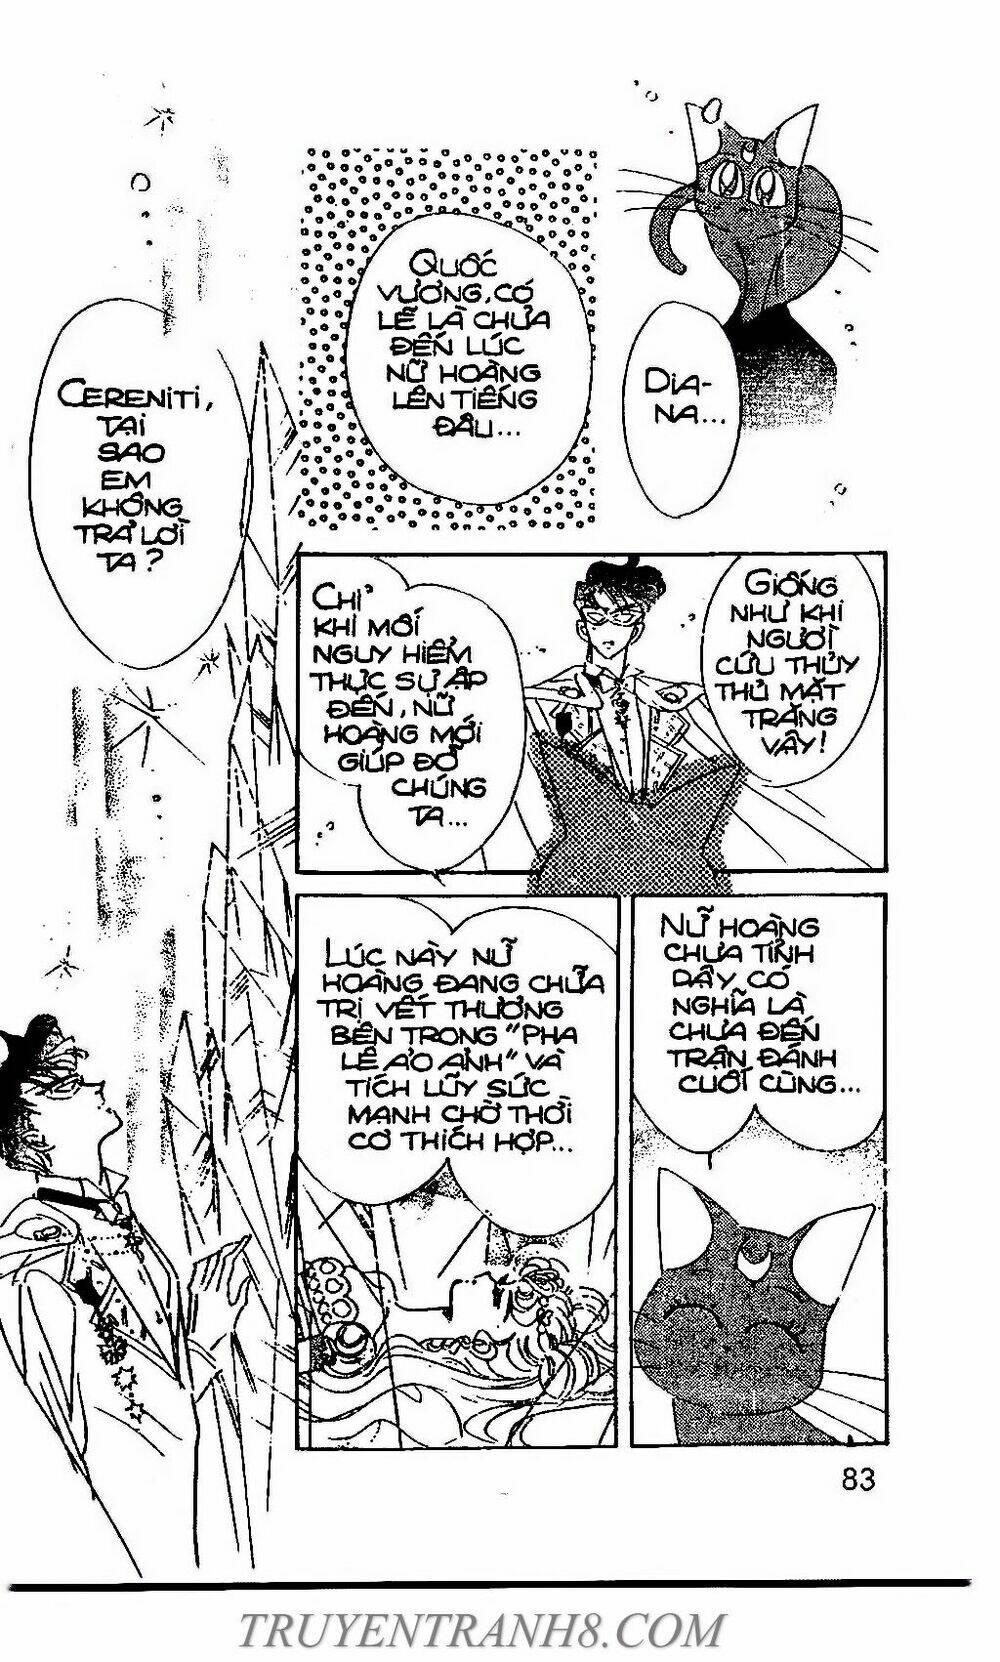 DIA-
NA...
QUỐC
VƯƠNG, CÓ
LẼ LÀ CHƯA
ĐẾN LÚC
NỮ HOÀNG
LÊN TIẾNG
ĐÂU...
CERENITI,
TẠI
SAO
EM
KHÔNG
TRẢ LỜI
TA?
GIỐNG
NHƯ KHI
NGƯỜI
CỨU THỦY
THỦ MẶT
TRĂNG
VẬY!
CHỈ
KHI MỐI
NGUY HIỂM
THỰC SỰ ẬP
ĐẾN, NỮ
HOÀNG MỚI
GIÚP ĐỠ
CHÚNG
TA...
NỮ HOÀNG
CHƯA TỈNH
DẬY CÓ
NGHĨA LÀ
CHƯA ĐẾN
TRẬN ĐÁNH
CUỐI CÙNG...
LÚC NÀY NỮ
HOÀNG ĐANG CHỮA
TRỊ VẾT THƯƠNG
BÊN TRONG "PHA
LÊ ẢO ẢNH" VÀ
TÍCH LŨY SỨC
MẠNH CHỜ THỜI
CƠ THÍCH HỢP...
83
TRUYENTRANH8.COM